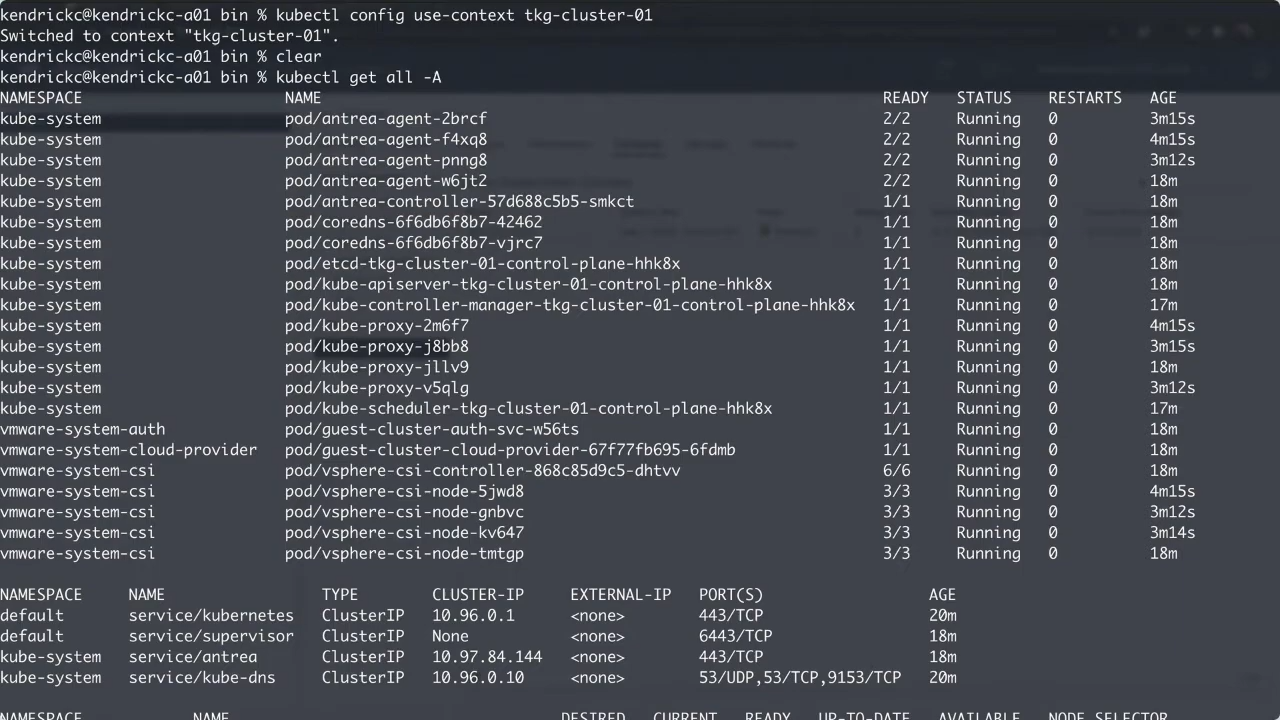 kendrickc@kendrickc-a01 bin % kubectl config use-context tkg-cluster-01
Switched to context "tkg-cluster-01".
kendrickc@kendrickc-a01 bin % clear
kendrickc@kendrickc-a01 bin % kubectl get all -A
NAMESPACE NAME READY STATUS RESTARTS AGE
kube-system pod/antrea-agent-2brcf 2/2 Running 0 3m15s
kube-system pod/antrea-agent-f4xq8 2/2 Running 0 4m15s
kube-system pod/antrea-agent-pnng8 2/2 Running 0 3m12s
kube-system pod/antrea-agent-w6jt2 2/2 Running 0 18m
kube-system pod/antrea-controller-57d688c5b5-smkct 1/1 Running 0 18m
kube-system pod/coredns-6f6db6f8b7-42462 1/1 Running 0 18m
kube-system pod/coredns-6f6db6f8b7-vjrc7 1/1 Running 0 18m
kube-system pod/etcd-tkg-cluster-01-control-plane-hhk8x 1/1 Running 0 18m
kube-system pod/kube-apiserver-tkg-cluster-01-control-plane-hhk8x 1/1 Running 0 18m
kube-system pod/kube-controller-manager-tkg-cluster-01-control-plane-hhk8x 1/1 Running 0 17m
kube-system pod/kube-proxy-2m6f7 1/1 Running 0 4m15s
kube-system pod/kube-proxy-j8bb8 1/1 Running 0 3m15s
kube-system pod/kube-proxy-jllv9 1/1 Running 0 18m
kube-system pod/kube-proxy-v5qlg 1/1 Running 0 3m12s
kube-system pod/kube-scheduler-tkg-cluster-01-control-plane-hhk8x 1/1 Running 0 17m
vmware-system-auth pod/guest-cluster-auth-svc-w56ts 1/1 Running 0 18m
vmware-system-cloud-provider pod/guest-cluster-cloud-provider-67f77fb695-6fdmb 1/1 Running 0 18m
vmware-system-csi pod/vsphere-csi-controller-868c85d9c5-dhtvv 6/6 Running 0 18m
vmware-system-csi pod/vsphere-csi-node-5jwd8 3/3 Running 0 4m15s
vmware-system-csi pod/vsphere-csi-node-gnbvc 3/3 Running 0 3m12s
vmware-system-csi pod/vsphere-csi-node-kv647 3/3 Running 0 3m14s
vmware-system-csi pod/vsphere-csi-node-tmtgp 3/3 Running 0 18m
NAMESPACE NAME TYPE CLUSTER-IP EXTERNAL-IP PORT(S) AGE
default service/kubernetes ClusterIP 10.96.0.1 <none> 443/TCP 20m
default service/supervisor ClusterIP None <none> 6443/TCP 18m
kube-system service/antrea ClusterIP 10.97.84.144 <none> 443/TCP 18m
kube-system service/kube-dns ClusterIP 10.96.0.10 <none> 53/UDP,53/TCP,9153/TCP 20m
NAMESPACE NAME DESIRED CURRENT READY UP-TO-DATE AVAILABLE NODE SELECTOR